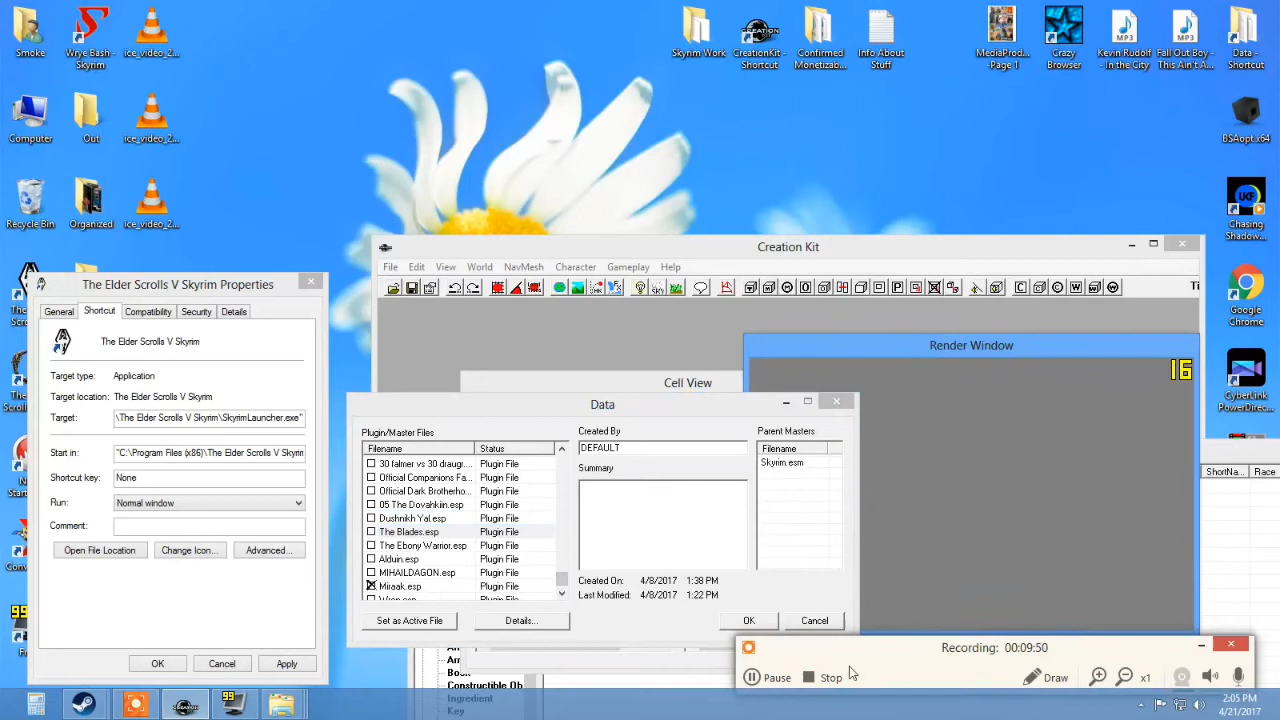 Smoke
Wrye Bash - Skyrim
ice_video_2...
Skyrim Work
CreationKit - Shortcut
Confirmed Monetizab...
Info About Stuff
MediaProd... -Page 1
Crazy Browser
Kevin Rudolf - In the City
Fall Out Boy - This Ain't A...
Data - Shortcut
Computer
Out
ice_video_2...
BSAopt x64
Recycle Bin
Organized
ice_video_2...
Chasing Shadow...
Google Chrome
CyberLink PowerDirec...
The Elder Scrolls V Skyrim Properties
General
Shortcut
Compatibility
Security
Details
The Elder Scrolls V Skyrim
Target type: Application
Target location: The Elder Scrolls V Skyrim
Target: \The Elder Scrolls V Skyrim\SkyrimLauncher.exe"
Start in: "C:\Program Files (x86)\The Elder Scrolls V Skyrim
Shortcut key: None
Run: Normal window
Comment:
Open File Location
Change Icon...
Advanced...
OK
Cancel
Apply
Creation Kit
File Edit View World NavMesh Character Gameplay Help
Render Window
16
Cell View
Data
Plugin/Master Files
Filename Status
30 falmer vs 30 draugr... Plugin File
Official Companions Fa... Plugin File
Official Dark Brotherho... Plugin File
05 The Dovahkiin.esp Plugin File
Dushnikh Yal.esp Plugin File
The Blades.esp Plugin File
The Ebony Warrior.esp Plugin File
Alduin.esp Plugin File
MIHAILDAGON.esp Plugin File
Miraak.esp Plugin File
Set as Active File
Details...
Created By
DEFAULT
Summary
Created On: 4/8/2017 1:38 PM
Last Modified: 4/8/2017 1:22 PM
Parent Masters
Filename
Skyrim.esm
OK
Cancel
ShortNa... Race
Book
Constructible Ob
Ingredient
Key
Recording: 00:09:50
Pause
Stop
Draw
x1
99
2:05 PM
4/21/2017